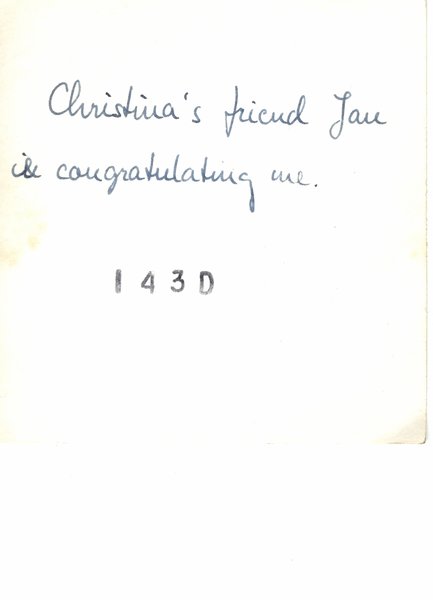 Christina's friend Jan
is congratulating me.
143D